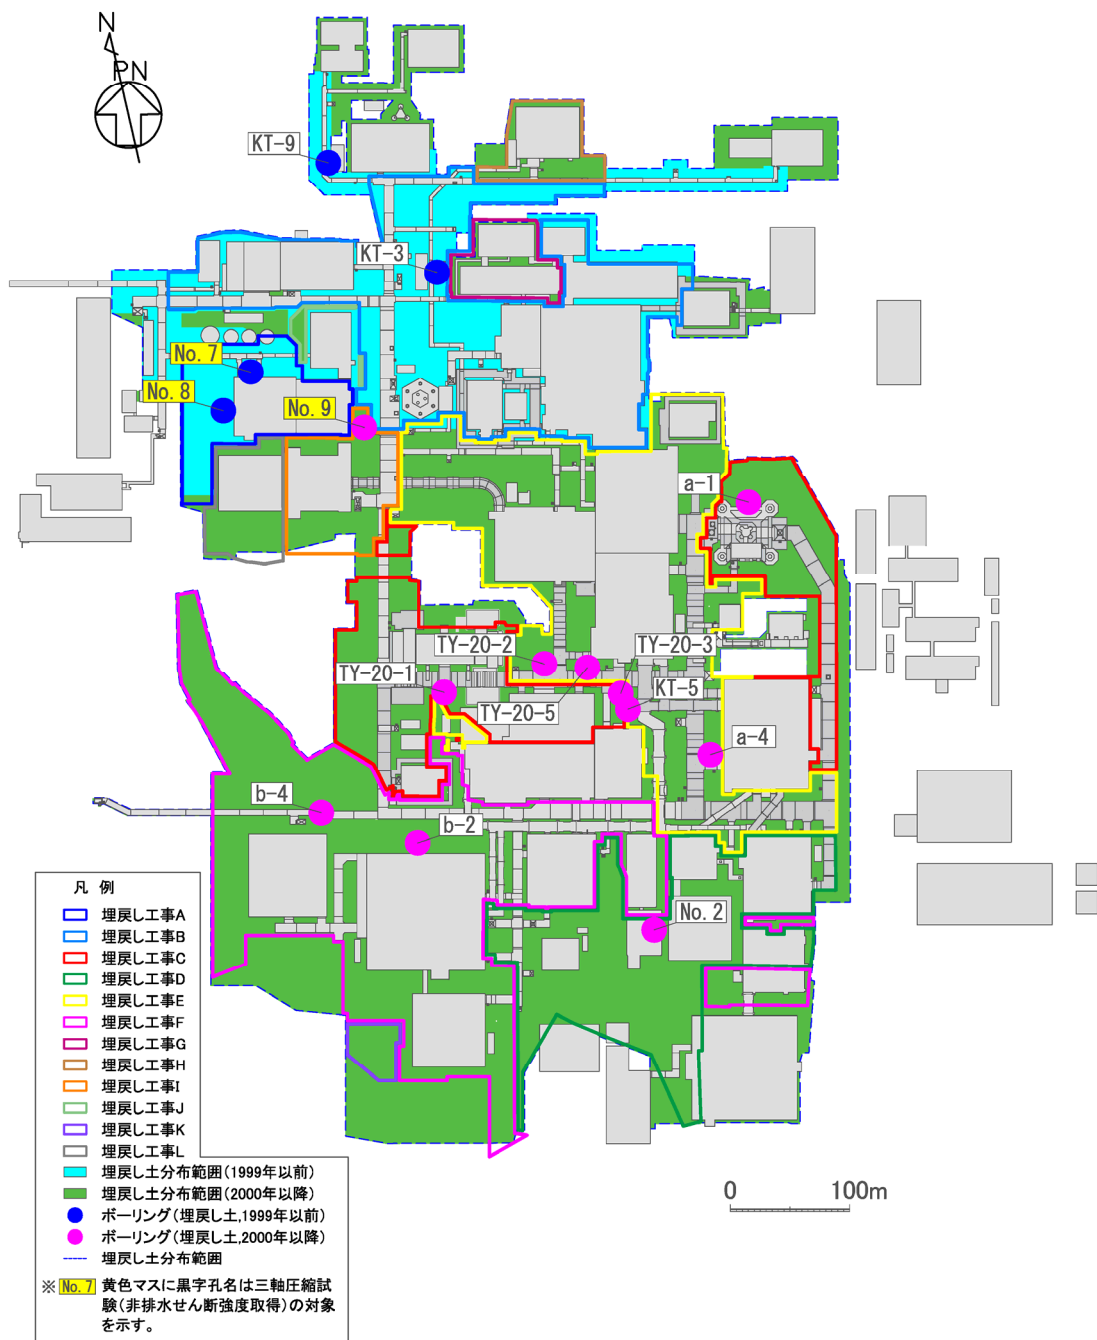 N
PN
KT-9
KT-3
No. 7
No. 8
No. 9
a-1
TY-20-2
TY-20-3
TY-20-1
KT-5
TY-20-5
a-4
b-4
b-2
No. 2
凡 例
埋戻し工事A
埋戻し工事B
埋戻し工事C
埋戻し工事D
埋戻し工事E
埋戻し工事F
埋戻し工事G
埋戻し工事H
埋戻し工事I
埋戻し工事J
埋戻し工事K
埋戻し工事L
埋戻し土分布範囲(1999年以前)
埋戻し土分布範囲(2000年以降)
ボーリング(埋戻し土,1999年以前)
ボーリング(埋戻し土,2000年以降)
埋戻し土分布範囲
※ No. 7 黄色マスに黒字孔名は三軸圧縮試
験(非排水せん断強度取得)の対象
を示す。
0 100m